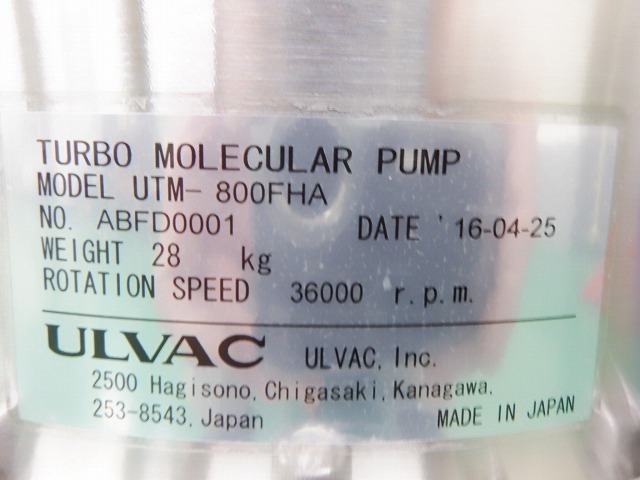 TURBO MOLECULAR PUMP
MODEL UTM- 800FHA
NO. ABFD0001 DATE '16-04-25
WEIGHT 28 kg
ROTATION SPEED 36000 r.p.m.
ULVAC ULVAC, Inc.
2500 Hagisono, Chigasaki, Kanagawa,
253-8543, Japan MADE IN JAPAN